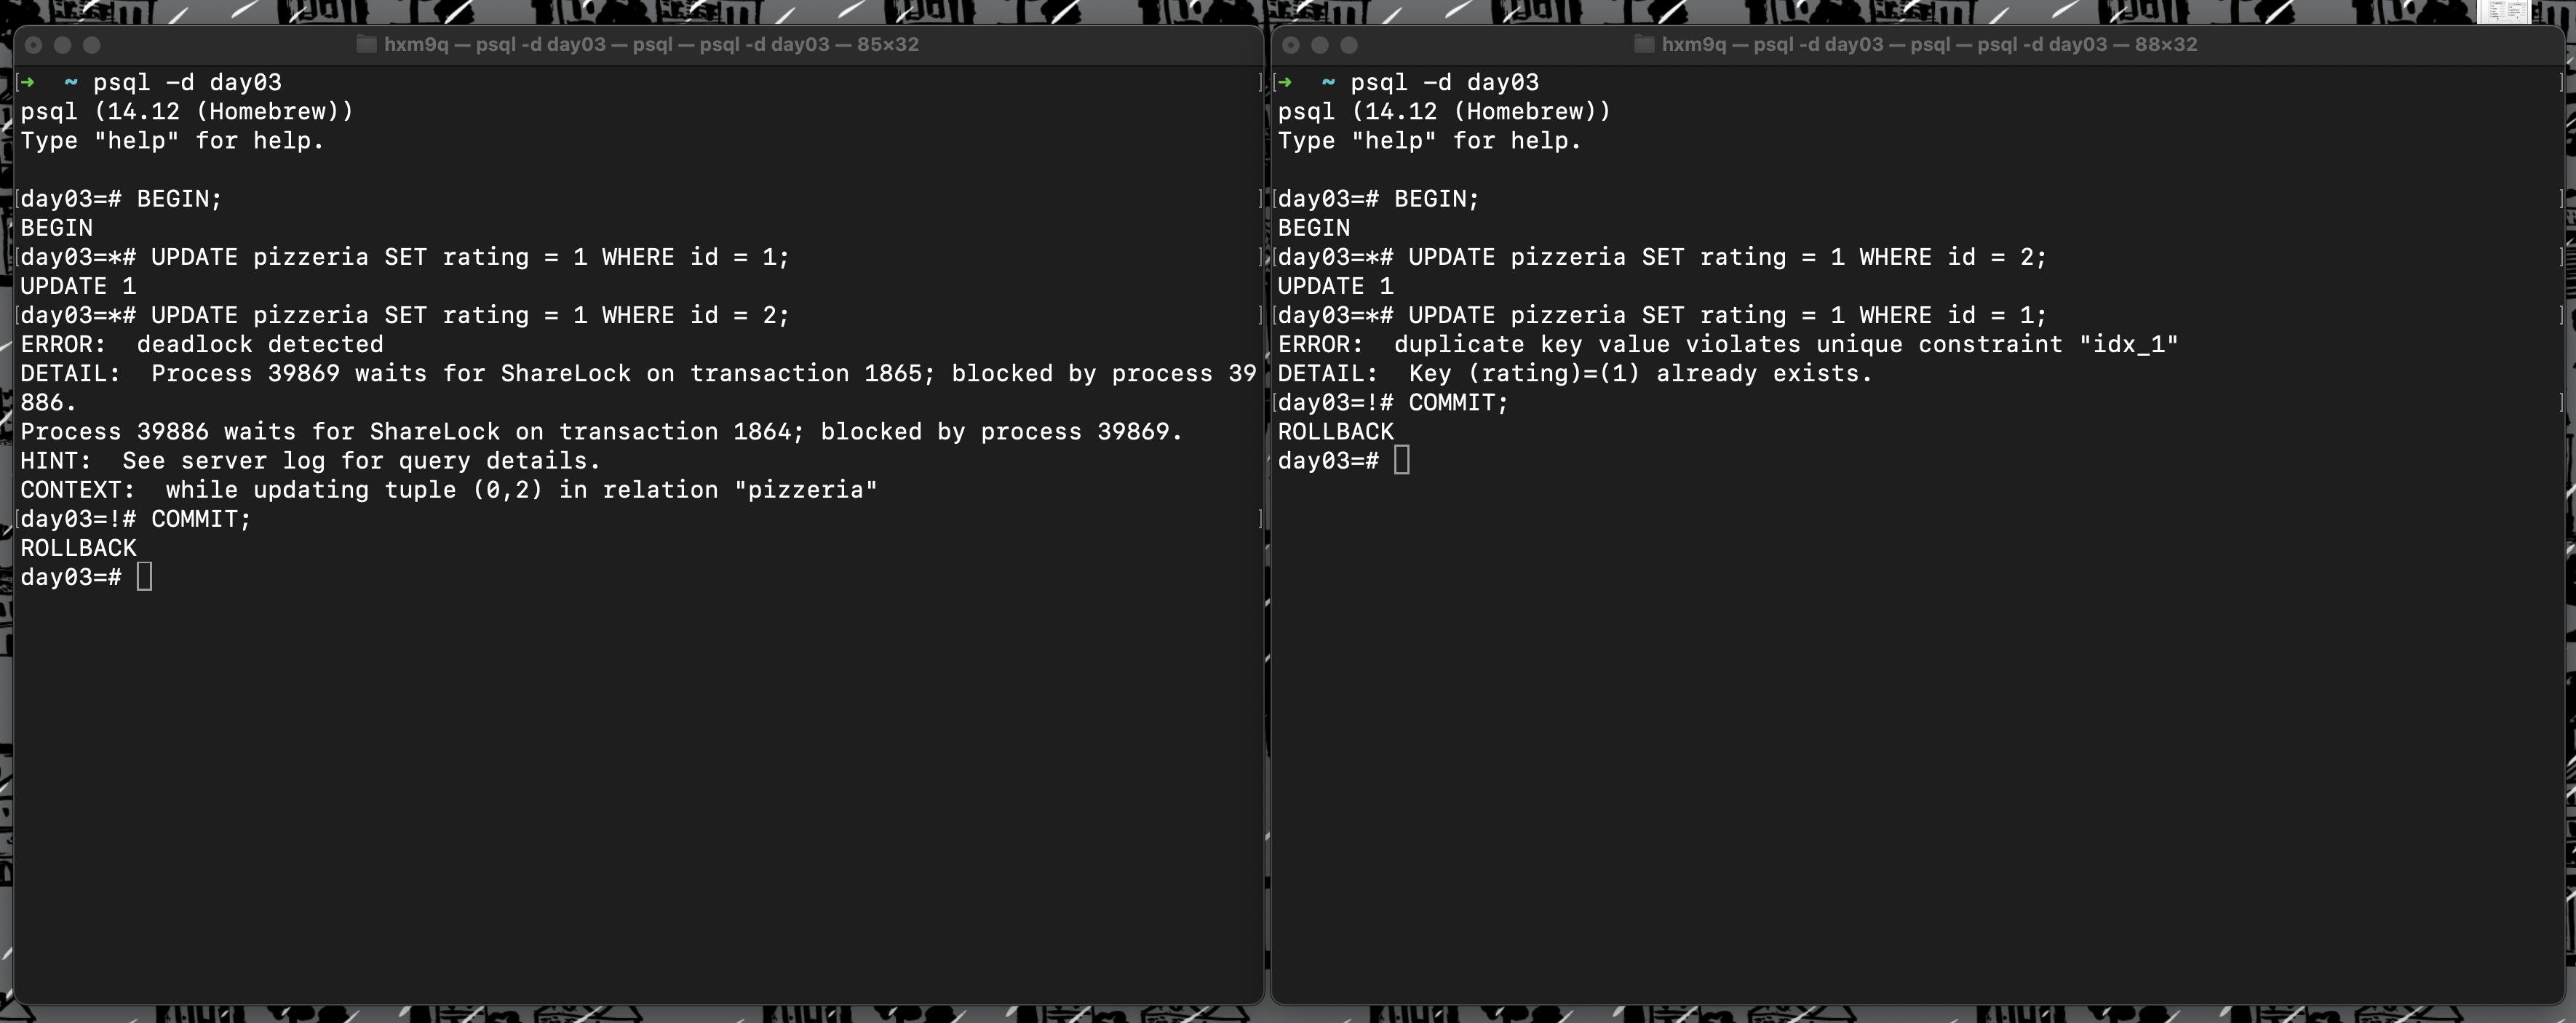 hxm9q — psql -d day03 — psql — psql -d day03 — 85×32
➜  ~ psql -d day03
psql (14.12 (Homebrew))
Type "help" for help.
day03=# BEGIN;
BEGIN
day03=*# UPDATE pizzeria SET rating = 1 WHERE id = 1;
UPDATE 1
day03=*# UPDATE pizzeria SET rating = 1 WHERE id = 2;
ERROR:  deadlock detected
DETAIL:  Process 39869 waits for ShareLock on transaction 1865; blocked by process 39
886.
Process 39886 waits for ShareLock on transaction 1864; blocked by process 39869.
HINT:  See server log for query details.
CONTEXT:  while updating tuple (0,2) in relation "pizzeria"
day03=!# COMMIT;
ROLLBACK
day03=#
hxm9q — psql -d day03 — psql — psql -d day03 — 88×32
➜  ~ psql -d day03
psql (14.12 (Homebrew))
Type "help" for help.
day03=# BEGIN;
BEGIN
day03=*# UPDATE pizzeria SET rating = 1 WHERE id = 2;
UPDATE 1
day03=*# UPDATE pizzeria SET rating = 1 WHERE id = 1;
ERROR:  duplicate key value violates unique constraint "idx_1"
DETAIL:  Key (rating)=(1) already exists.
day03=!# COMMIT;
ROLLBACK
day03=#